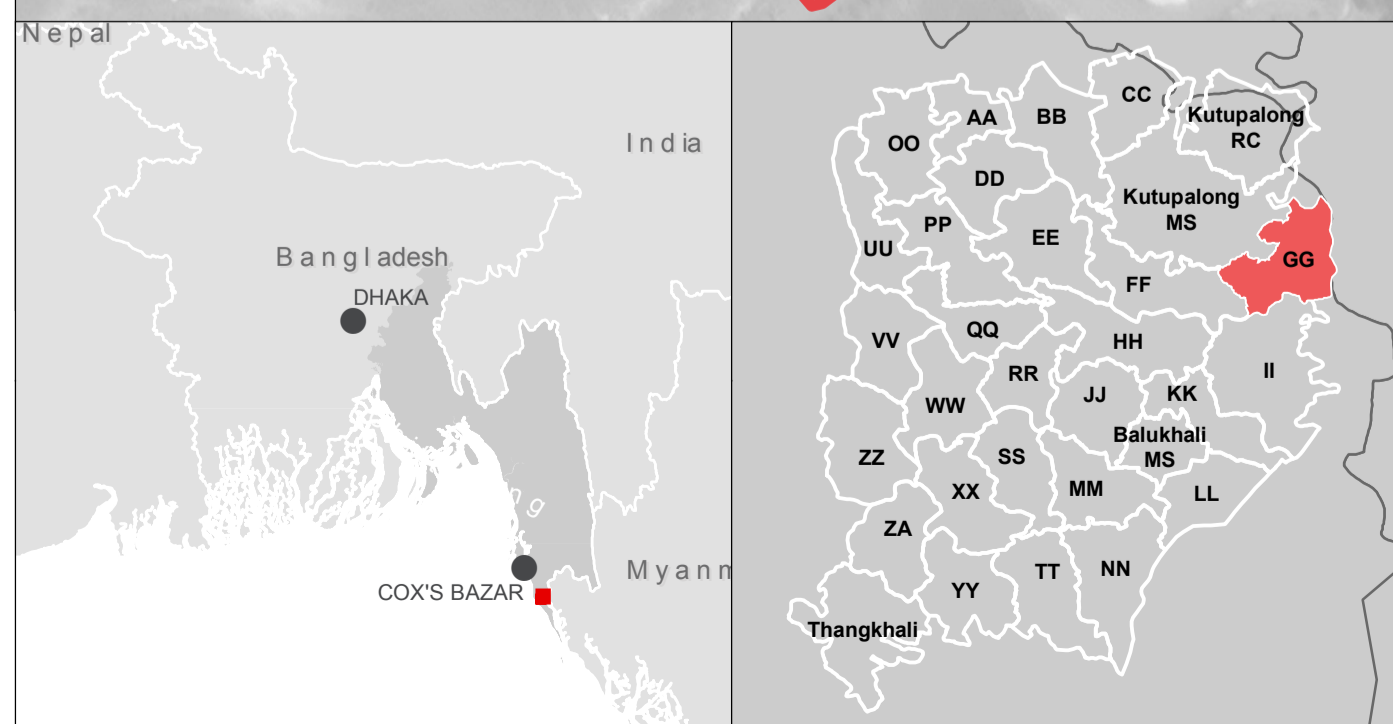 Nepal
India
Bangladesh
DHAKA
ng
COX'S BAZAR
Myanm
CC
Kutupalong
RC
AA
BB
OO
DD
Kutupalong
MS
PP
EE
UU
GG
FF
QQ
HH
VV
RR
II
JJ
KK
WW
Balukhali
MS
ZZ
SS
XX
MM
LL
ZA
TT
NN
YY
Thangkhali